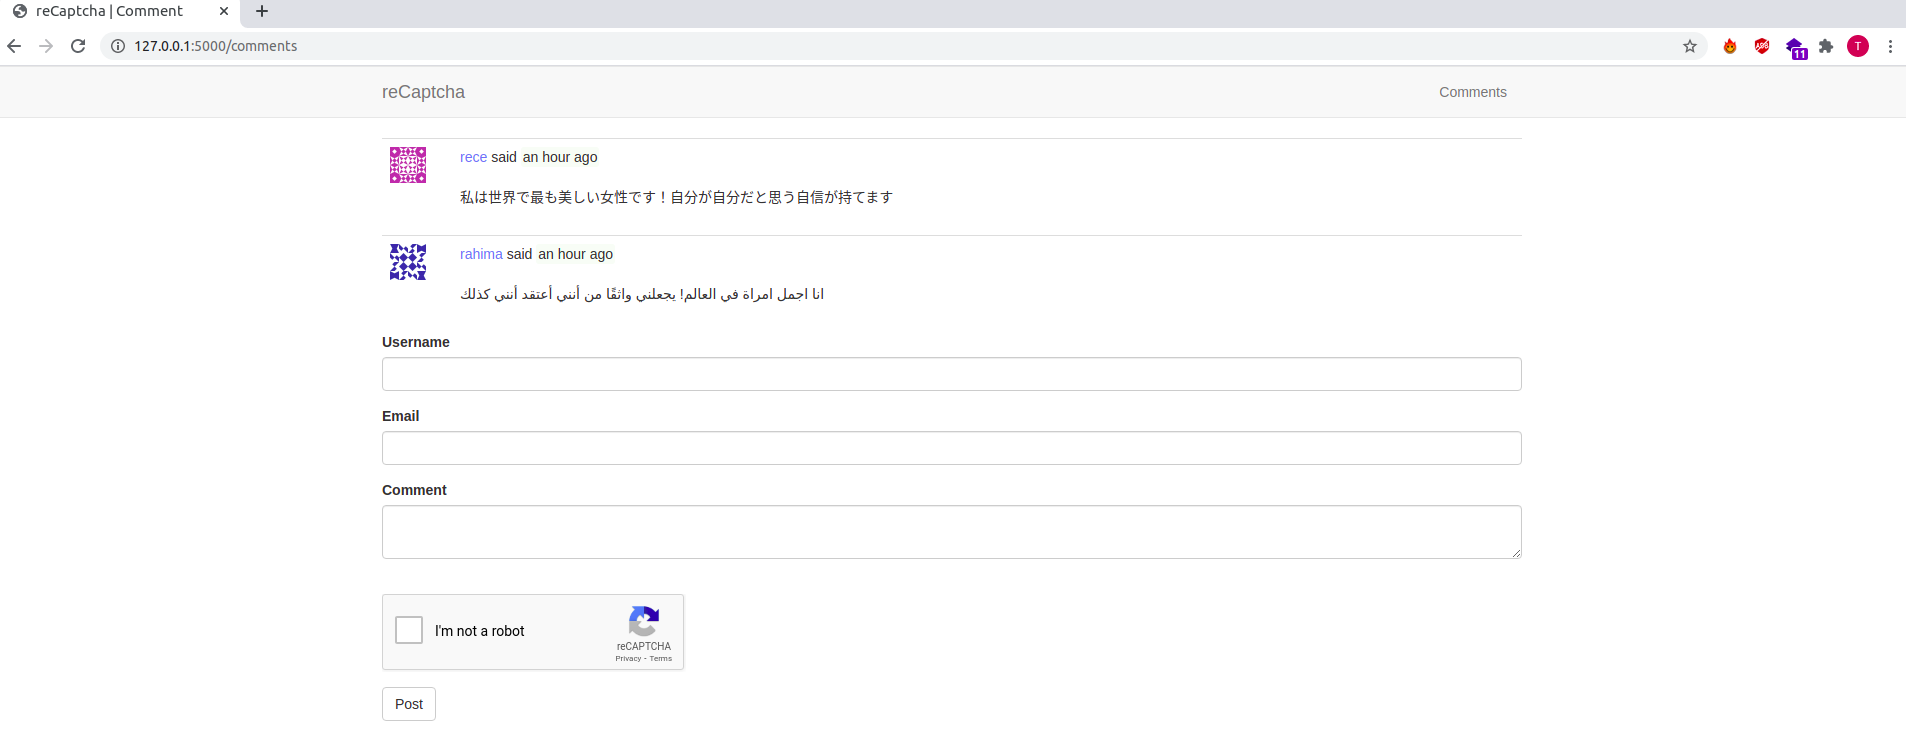 reCaptcha | Comment
127.0.0.1:5000/comments
ABP
11
T
reCaptcha
Comments
rece said an hour ago
私は世界で最も美しい女性です！自分が自分だと思う自信が持てます
rahima said an hour ago
انا اجمل امراة في العالم! يجعلني واثقًا من أنني أعتقد أنني كذلك
Username
Email
Comment
I'm not a robot
reCAPTCHA
Privacy - Terms
Post